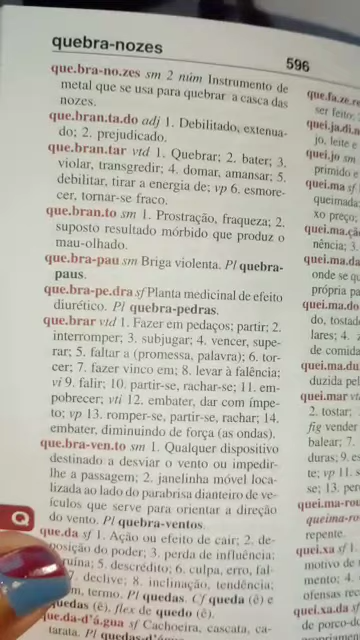 quebra-nozes
596
que.bra-no.zes sm 2 núm Instrumento de
metal que se usa para quebrar a casca das
nozes.
que.bran.ta.do adj 1. Debilitado, extenua-
do; 2. prejudicado.
que.bran.tar vtd 1. Quebrar; 2. bater; 3.
violar, transgredir; 4. domar, amansar; 5.
debilitar, tirar a energia de; vp 6. esmore-
cer, tornar-se fraco.
que.bran.to sm 1. Prostração, fraqueza; 2.
suposto resultado mórbido que produz o
mau-olhado.
que.bra-pau sm Briga violenta. Pl quebra-
paus.
que.bra-pe.dra sf Planta medicinal de efeito
diurético. Pl quebra-pedras.
que.brar vtd 1. Fazer em pedaços; partir; 2.
interromper; 3. subjugar; 4. vencer, supe-
rar; 5. faltar a (promessa, palavra); 6. tor-
cer; 7. fazer vinco em; 8. levar à falência;
vi 9. falir; 10. partir-se, rachar-se; 11. em-
pobrecer; vti 12. embater, dar com ímpe-
to; vp 13. romper-se, partir-se, rachar; 14.
embater, diminuindo de força (as ondas).
que.bra-ven.to sm 1. Qualquer dispositivo
destinado a desviar o vento ou impedir-
lhe a passagem; 2. janelinha móvel loca-
lizada ao lado do parabrisa dianteiro de ve-
ículos que serve para orientar a direção
do vento. Pl quebra-ventos.
Q
que.da sf 1. Ação ou efeito de cair; 2. de-
posição do poder; 3. perda de influência;
ruína; 5. descrédito; 6. culpa, erro, fal-
7. declive; 8. inclinação, tendência;
termo. Pl quedas. Cf queda (ê) e
quedas (ê), flex de quedo (ê).
que.da-d'á.gua sf Cachoeira, cascata, ca-
tarata. Pl quedas-d'água
que.fa.ze.re
ser feito;
quei.ja.di.n
jo, leite e
quei.jo sm
primido e
quei.ma sf
queimada
xo preço;
quei.ma.çã
nência; 3.
quei.ma.da
onde se qu
própria pa
quei.ma.do
do, tostad
lares; 4.
de comida
quei.ma.du
duzida pel
quei.mar vt
2. tostar;
fig vender
balear; 7.
duras; 9. es
te; vp 11. s
se; 13. per
quei.ma-rou
queima-ro
repente.
quei.xa sf 1
motivo de
mento; 4.
ofensas rec
quei.xa.da s
de porco-d